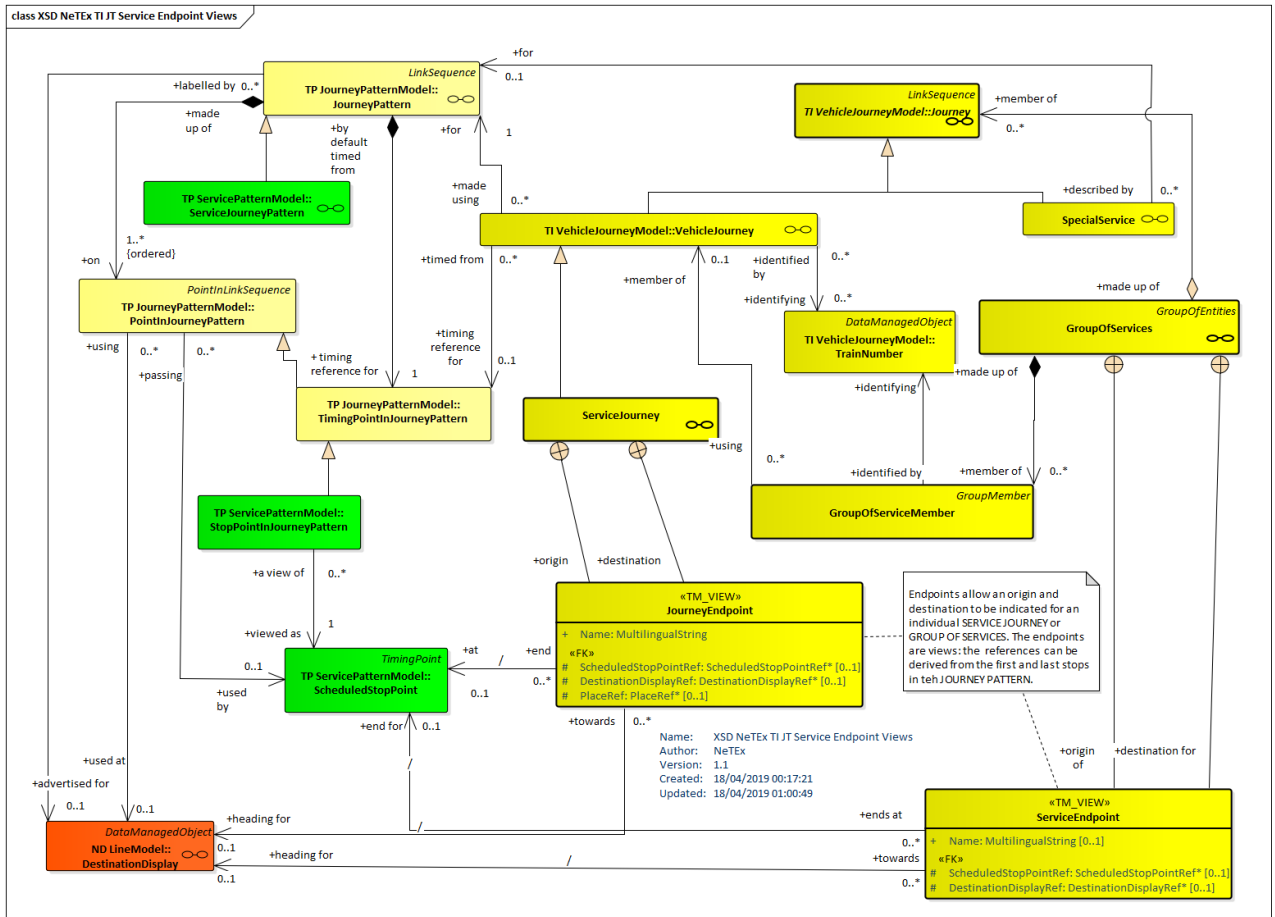 class XSD NeTEx TI JT Service Endpoint Views
+for
0..1
LinkSequence
TP JourneyPatternModel::
JourneyPattern
+labelled by 0..*
+made
up of
+by
default
timed
from
+for
1
LinkSequence
TI VehicleJourneyModel::Journey
+member of
0..*
TP ServicePatternModel::
ServiceJourneyPattern
+made
using
0..*
+described by
0..*
SpecialService
TI VehicleJourneyModel::VehicleJourney
1..*
{ordered}
+on
+timed from
0..*
+member of
0..1
+identified
by
0..*
+identifying
0..*
+made up of
PointInLinkSequence
TP JourneyPatternModel::
PointInJourneyPattern
GroupOfEntities
GroupOfServices
DataManagedObject
TI VehicleJourneyModel::
TrainNumber
+using
0..*
0..*
+passing
+ timing
reference for
1
+timing
reference
for
0..1
+made up of
+identifying
TP JourneyPatternModel::
TimingPointInJourneyPattern
ServiceJourney
+using
0..*
+identified by
+member of
0..*
GroupMember
GroupOfServiceMember
TP ServicePatternModel::
StopPointInJourneyPattern
+origin
+destination
+a view of
0..*
«TM_VIEW»
JourneyEndpoint
+ Name: MultilingualString
«FK»
# ScheduledStopPointRef: ScheduledStopPointRef* [0..1]
# DestinationDisplayRef: DestinationDisplayRef* [0..1]
# PlaceRef: PlaceRef* [0..1]
Endpoints allow an origin and
destination to be indicated for an
individual SERVICE JOURNEY or
GROUP OF SERVICES. The endpoints
are views: the references can be
derived from the first and last stops
in teh JOURNEY PATTERN.
1
+viewed as
+at
/
+end
0..1
0..*
0..1
+used
by
TimingPoint
TP ServicePatternModel::
ScheduledStopPoint
+end for
0..1
+towards
0..*
Name: XSD NeTEx TI JT Service Endpoint Views
Author: NeTEx
Version: 1.1
Created: 18/04/2019 00:17:21
Updated: 18/04/2019 01:00:49
+origin
of
+destination for
+used at
/
+advertised for
0..1
0..1
+heading for
0..1
/
+ends at
0..*
DataManagedObject
ND LineModel::
DestinationDisplay
+heading for
0..1
/
+towards
0..*
«TM_VIEW»
ServiceEndpoint
+ Name: MultilingualString [0..1]
«FK»
# ScheduledStopPointRef: ScheduledStopPointRef* [0..1]
# DestinationDisplayRef: DestinationDisplayRef* [0..1]